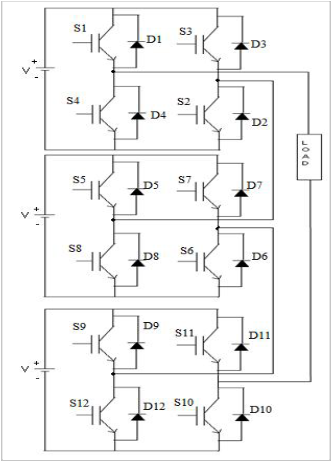 S1
D1
S3
D3
V
+
-
S4
D4
S2
D2
LOAD
S5
D5
S7
D7
V
+
-
S8
D8
S6
D6
S9
D9
S11
D11
V
+
-
S12
D12
S10
D10